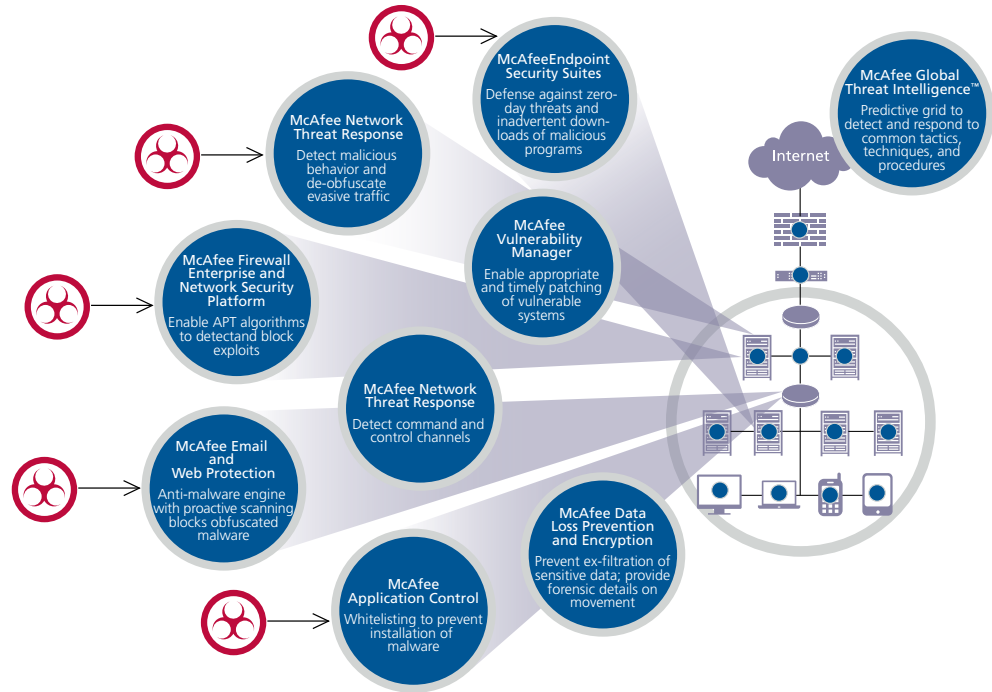 McAfeeEndpoint
Security Suites
Defense against zero-
day threats and
inadvertent down-
loads of malicious
programs
McAfee Global
Threat Intelligence™
Predictive grid to
detect and respond to
common tactics,
techniques, and
procedures
McAfee Network
Threat Response
Detect malicious
behavior and
de-obfuscate
evasive traffic
Internet
McAfee
Vulnerability
Manager
Enable appropriate
and timely patching
of vulnerable
systems
McAfee Firewall
Enterprise and
Network Security
Platform
Enable APT algorithms
to detectand block
exploits
McAfee Network
Threat Response
Detect command and
control channels
McAfee Email
and
Web Protection
Anti-malware engine
with proactive scanning
blocks obfuscated
malware
McAfee Data
Loss Prevention
and Encryption
Prevent ex-filtration of
sensitive data; provide
forensic details on
movement
McAfee
Application Control
Whitelisting to prevent
installation of
malware